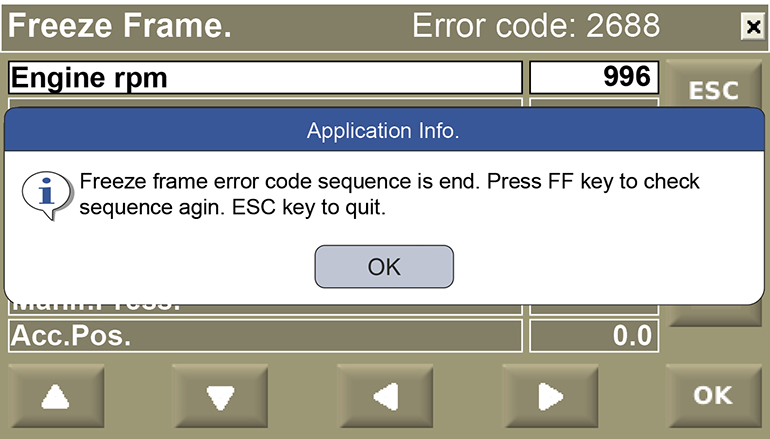 Freeze Frame. Error code: 2688
Engine rpm 996
ESC
Application Info.
Freeze frame error code sequence is end. Press FF key to check
sequence agin. ESC key to quit.
OK
Acc.Pos. 0.0
OK